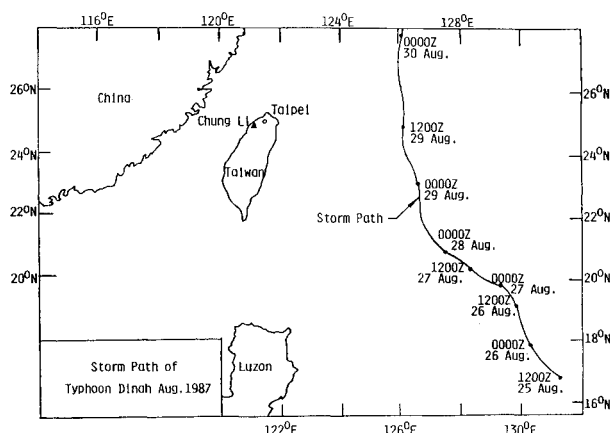 116°E
120°E
126°E
128°E
26°N
24°N
22°N
20°N
26°N
24°N
22°N
20°N
18°N
16°N
122°E
126°E
128°E
130°E
China
Chung Li
Taipei
Taiwan
Luzon
Storm Path
0000Z
30 Aug.
1200Z
29 Aug.
0000Z
29 Aug.
0000Z
28 Aug.
1200Z
27 Aug.
0000Z
27 Aug.
1200Z
26 Aug.
0000Z
26 Aug.
1200Z
25 Aug.
Storm Path of
Typhoon Dinah Aug.1987